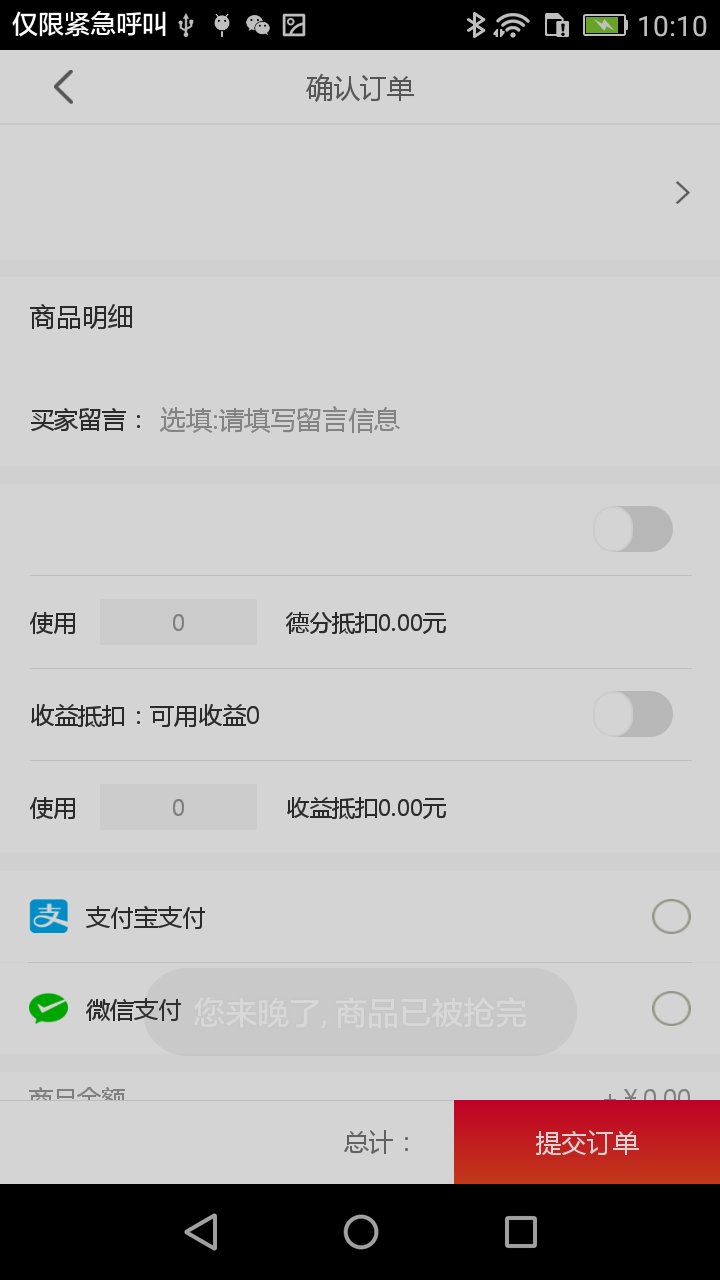 仅限紧急呼叫 10:10
确认订单
商品明细
买家留言： 选填:请填写留言信息
使用 0 德分抵扣0.00元
收益抵扣：可用收益0
使用 0 收益抵扣0.00元
支付宝支付
微信支付
您来晚了, 商品已被抢完
商品金额 + ¥ 0.00
总计： 提交订单